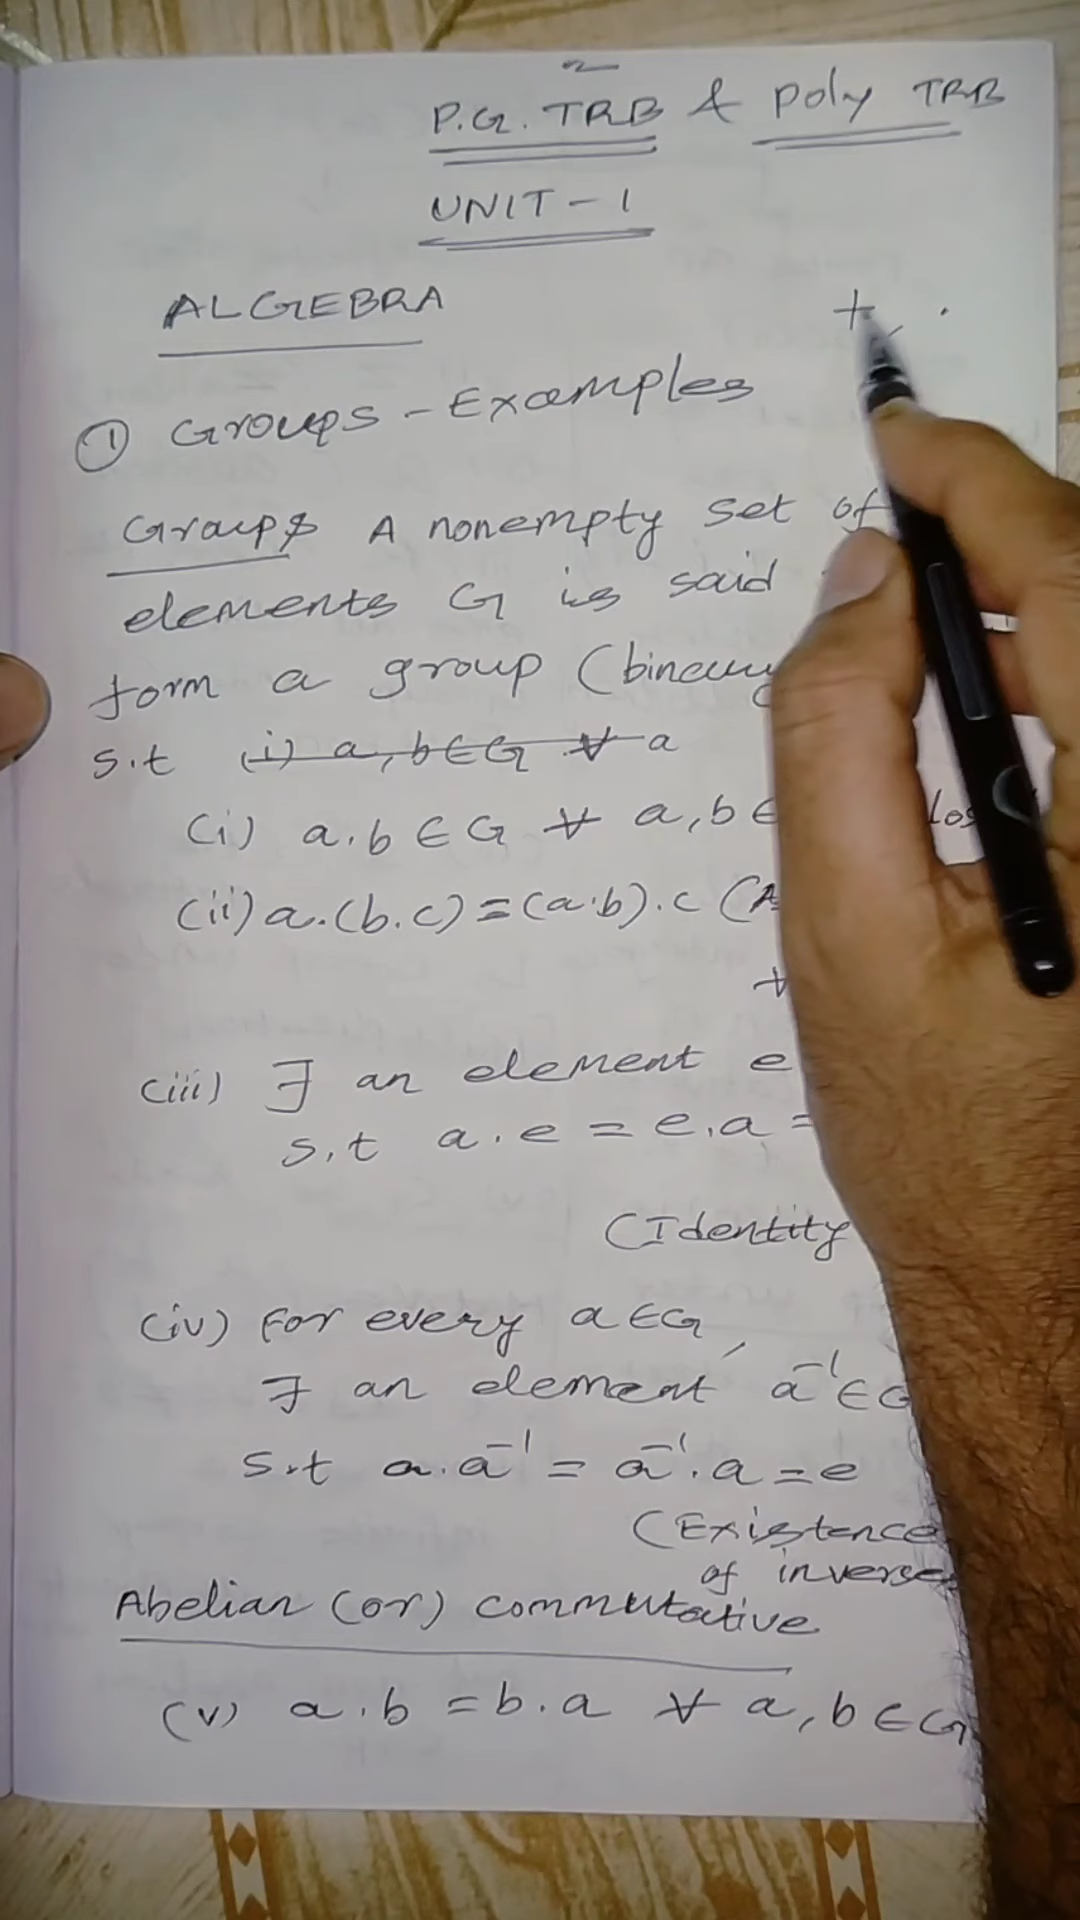 P.G. TRB & Poly TRB
UNIT - 1
ALGEBRA
+, .
① Groups - Examples
Groups A nonempty set of
elements G is said
form a group (binary
s.t (i) a, b ∈ G ∀ a
(i) a.b ∈ G ∀ a, b ∈
(ii) a.(b.c) = (a.b).c (A
∀
(iii) ∃ an element e
s.t a.e = e.a =
(Identity
(iv) For every a ∈ G,
∃ an element a⁻¹ ∈ G
s.t a.a⁻¹ = a⁻¹.a = e
(Existence
of inverse
Abelian (or) commutative
(v) a.b = b.a ∀ a, b ∈ G